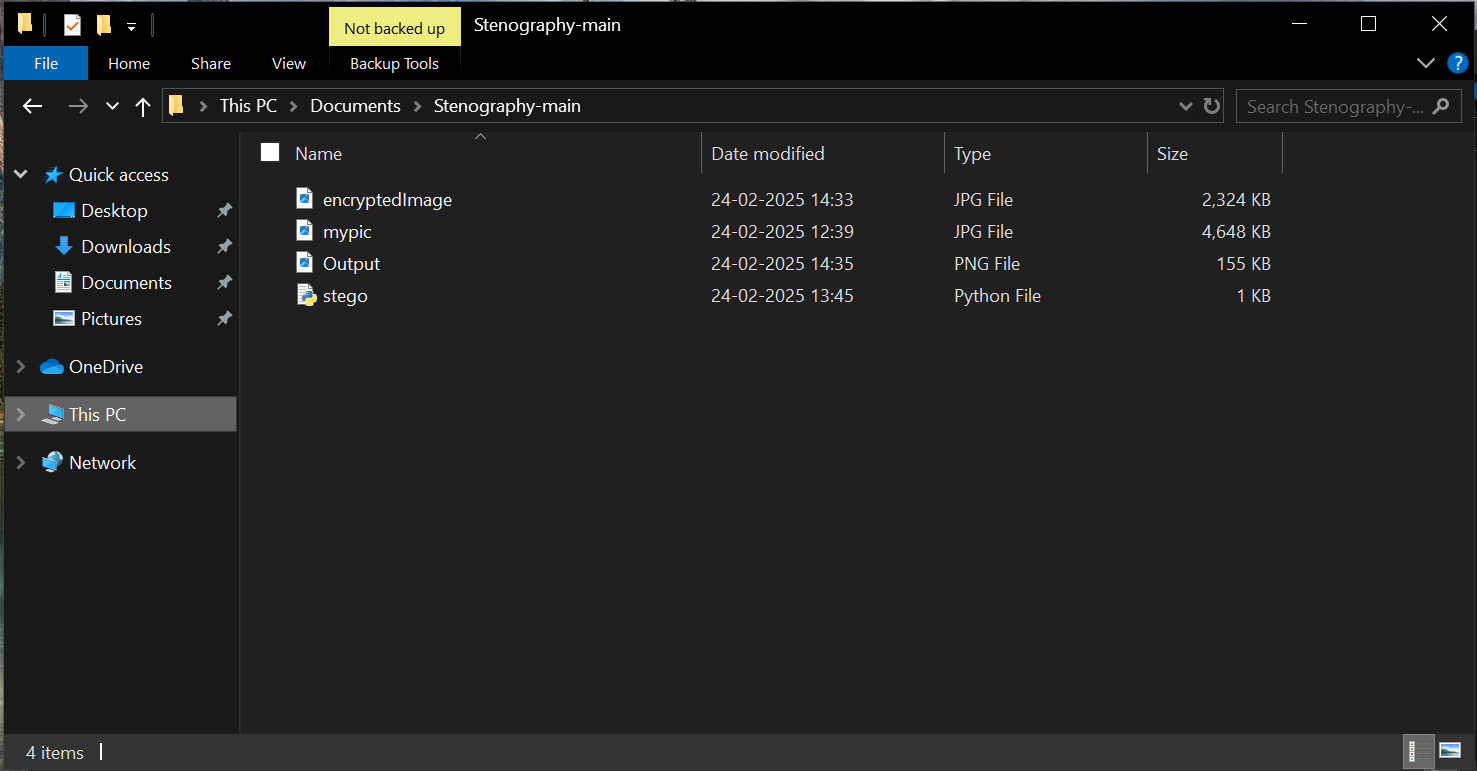 Not backed up Stenography-main
File Home Share View Backup Tools
This PC Documents Stenography-main Search Stenography-...
Name Date modified Type Size
Quick access
Desktop
Downloads
Documents
Pictures
OneDrive
This PC
Network
encryptedImage 24-02-2025 14:33 JPG File 2,324 KB
mypic 24-02-2025 12:39 JPG File 4,648 KB
Output 24-02-2025 14:35 PNG File 155 KB
stego 24-02-2025 13:45 Python File 1 KB
4 items